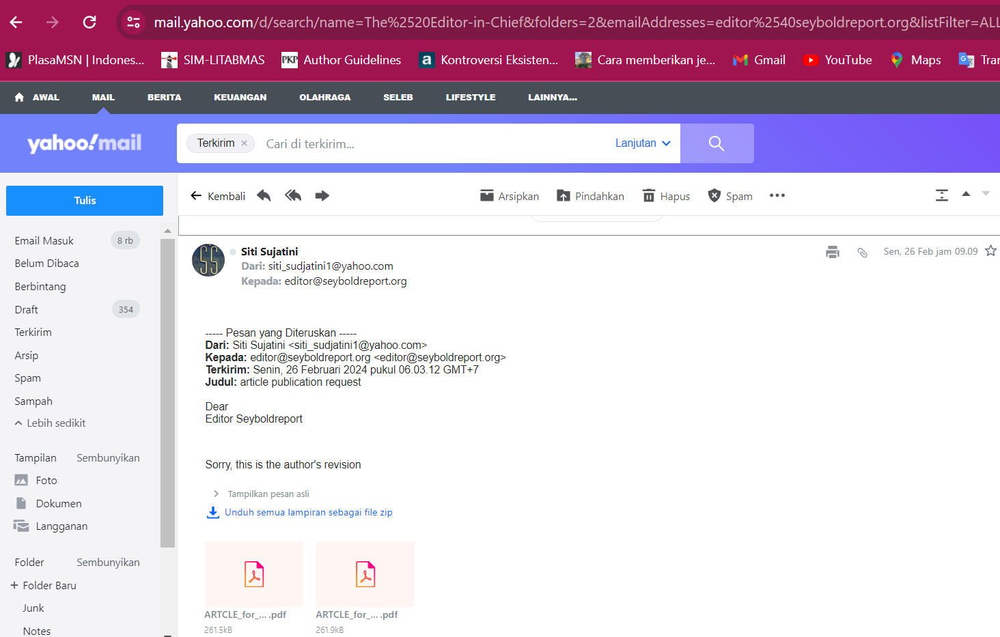 mail.yahoo.com/d/search/name=The%2520Editor-in-Chief&folders=2&emailAddresses=editor%2540seyboldreport.org&listFilter=ALL
PlasaMSN | Indones... SIM-LITABMAS PKP Author Guidelines a Kontroversi Eksisten... Cara memberikan je... Gmail YouTube Maps Tran
AWAL MAIL BERITA KEUANGAN OLAHRAGA SELEB LIFESTYLE LAINNYA...
yahoo!mail Terkirim × Cari di terkirim... Lanjutan
Tulis
Kembali Arsipkan Pindahkan Hapus Spam
Email Masuk 8 rb
Belum Dibaca
Berbintang
Draft 354
Terkirim
Arsip
Spam
Sampah
Lebih sedikit
Tampilan Sembunyikan
Foto
Dokumen
Langganan
Folder Sembunyikan
+ Folder Baru
Junk
Notes
SS
Siti Sujatini Sen, 26 Feb jam 09.09
Dari: siti_sudjatini1@yahoo.com
Kepada: editor@seyboldreport.org
----- Pesan yang Diteruskan -----
Dari: Siti Sujatini <siti_sudjatini1@yahoo.com>
Kepada: editor@seyboldreport.org <editor@seyboldreport.org>
Terkirim: Senin, 26 Februari 2024 pukul 06.03.12 GMT+7
Judul: article publication request
Dear
Editor Seyboldreport
Sorry, this is the author's revision
Tampilkan pesan asli
Unduh semua lampiran sebagai file zip
ARTCLE_for_... .pdf ARTCLE_for_... .pdf
261.5kB 261.9kB